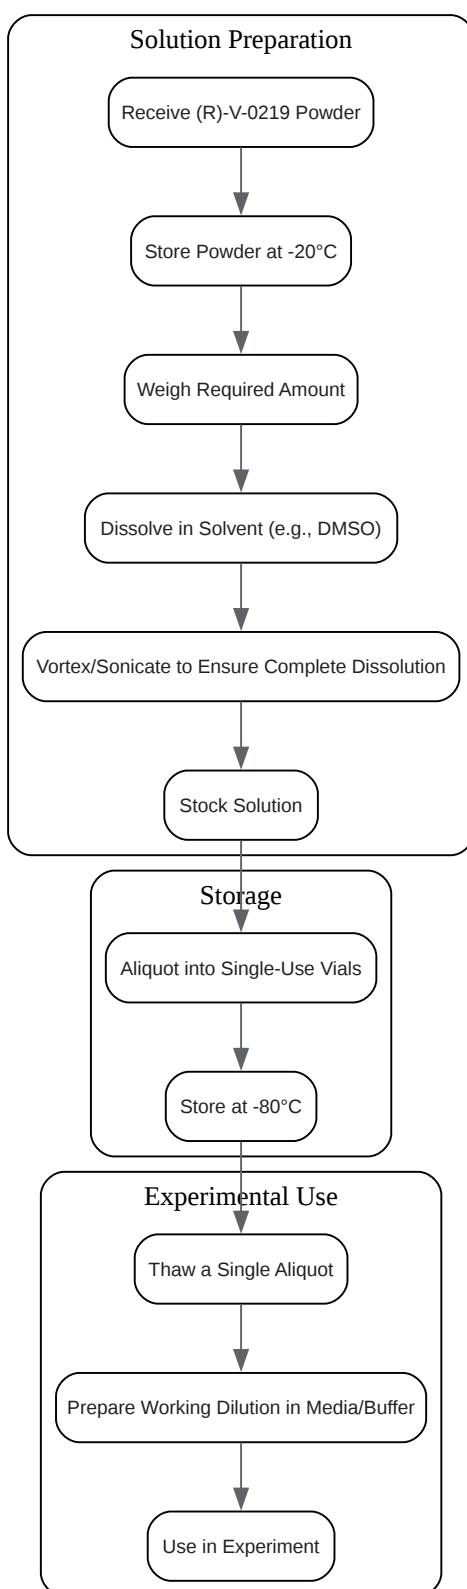 Solution Preparation
Receive (R)-V-0219 Powder
Store Powder at -20°C
Weigh Required Amount
Dissolve in Solvent (e.g., DMSO)
Vortex/Sonicate to Ensure Complete Dissolution
Stock Solution
Storage
Aliquot into Single-Use Vials
Store at -80°C
Experimental Use
Thaw a Single Aliquot
Prepare Working Dilution in Media/Buffer
Use in Experiment